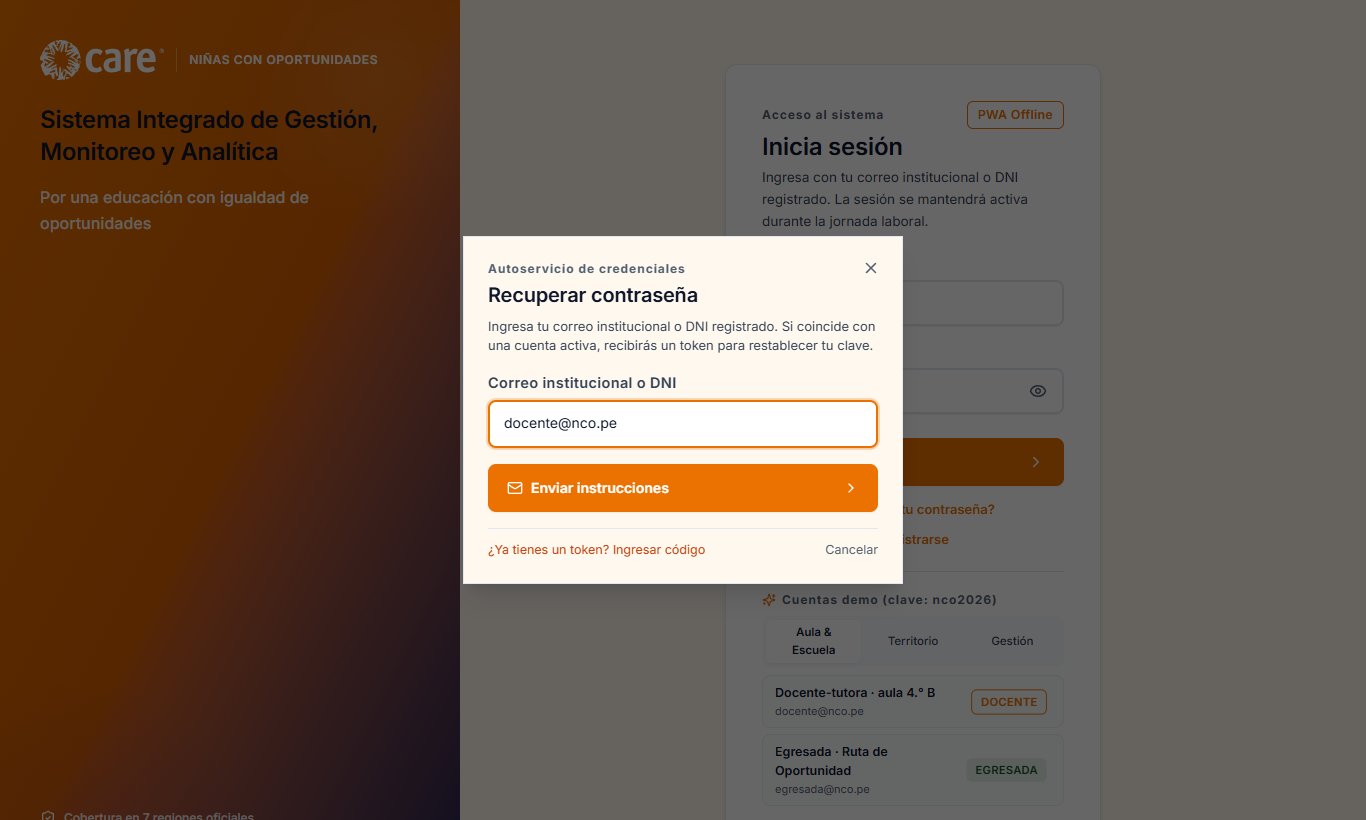 care®
NIÑAS CON OPORTUNIDADES
Sistema Integrado de Gestión,
Monitoreo y Analítica
Por una educación con igualdad de
oportunidades
Cobertura en 7 regiones oficiales
Acceso al sistema
PWA Offline
Inicia sesión
Ingresa con tu correo institucional o DNI
registrado. La sesión se mantendrá activa
durante la jornada laboral.
Autoservicio de credenciales
Recuperar contraseña
Ingresa tu correo institucional o DNI registrado. Si coincide con
una cuenta activa, recibirás un token para restablecer tu clave.
Correo institucional o DNI
docente@nco.pe
Enviar instrucciones
¿Ya tienes un token? Ingresar código
Cancelar
tu contraseña?
istrarse
Cuentas demo (clave: nco2026)
Aula &
Escuela
Territorio
Gestión
Docente-tutora · aula 4.° B
docente@nco.pe
DOCENTE
Egresada · Ruta de
Oportunidad
egresada@nco.pe
EGRESADA